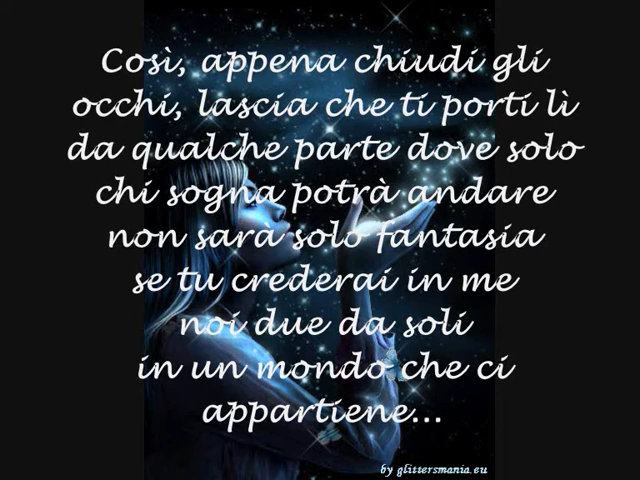 Così, appena chiudi gli
occhi, lascia che ti porti lì
da qualche parte dove solo
chi sogna potrà andare
non sarà solo fantasia
se tu crederai in me
noi due da soli
in un mondo che ci
appartiene...
by glittersmania.eu